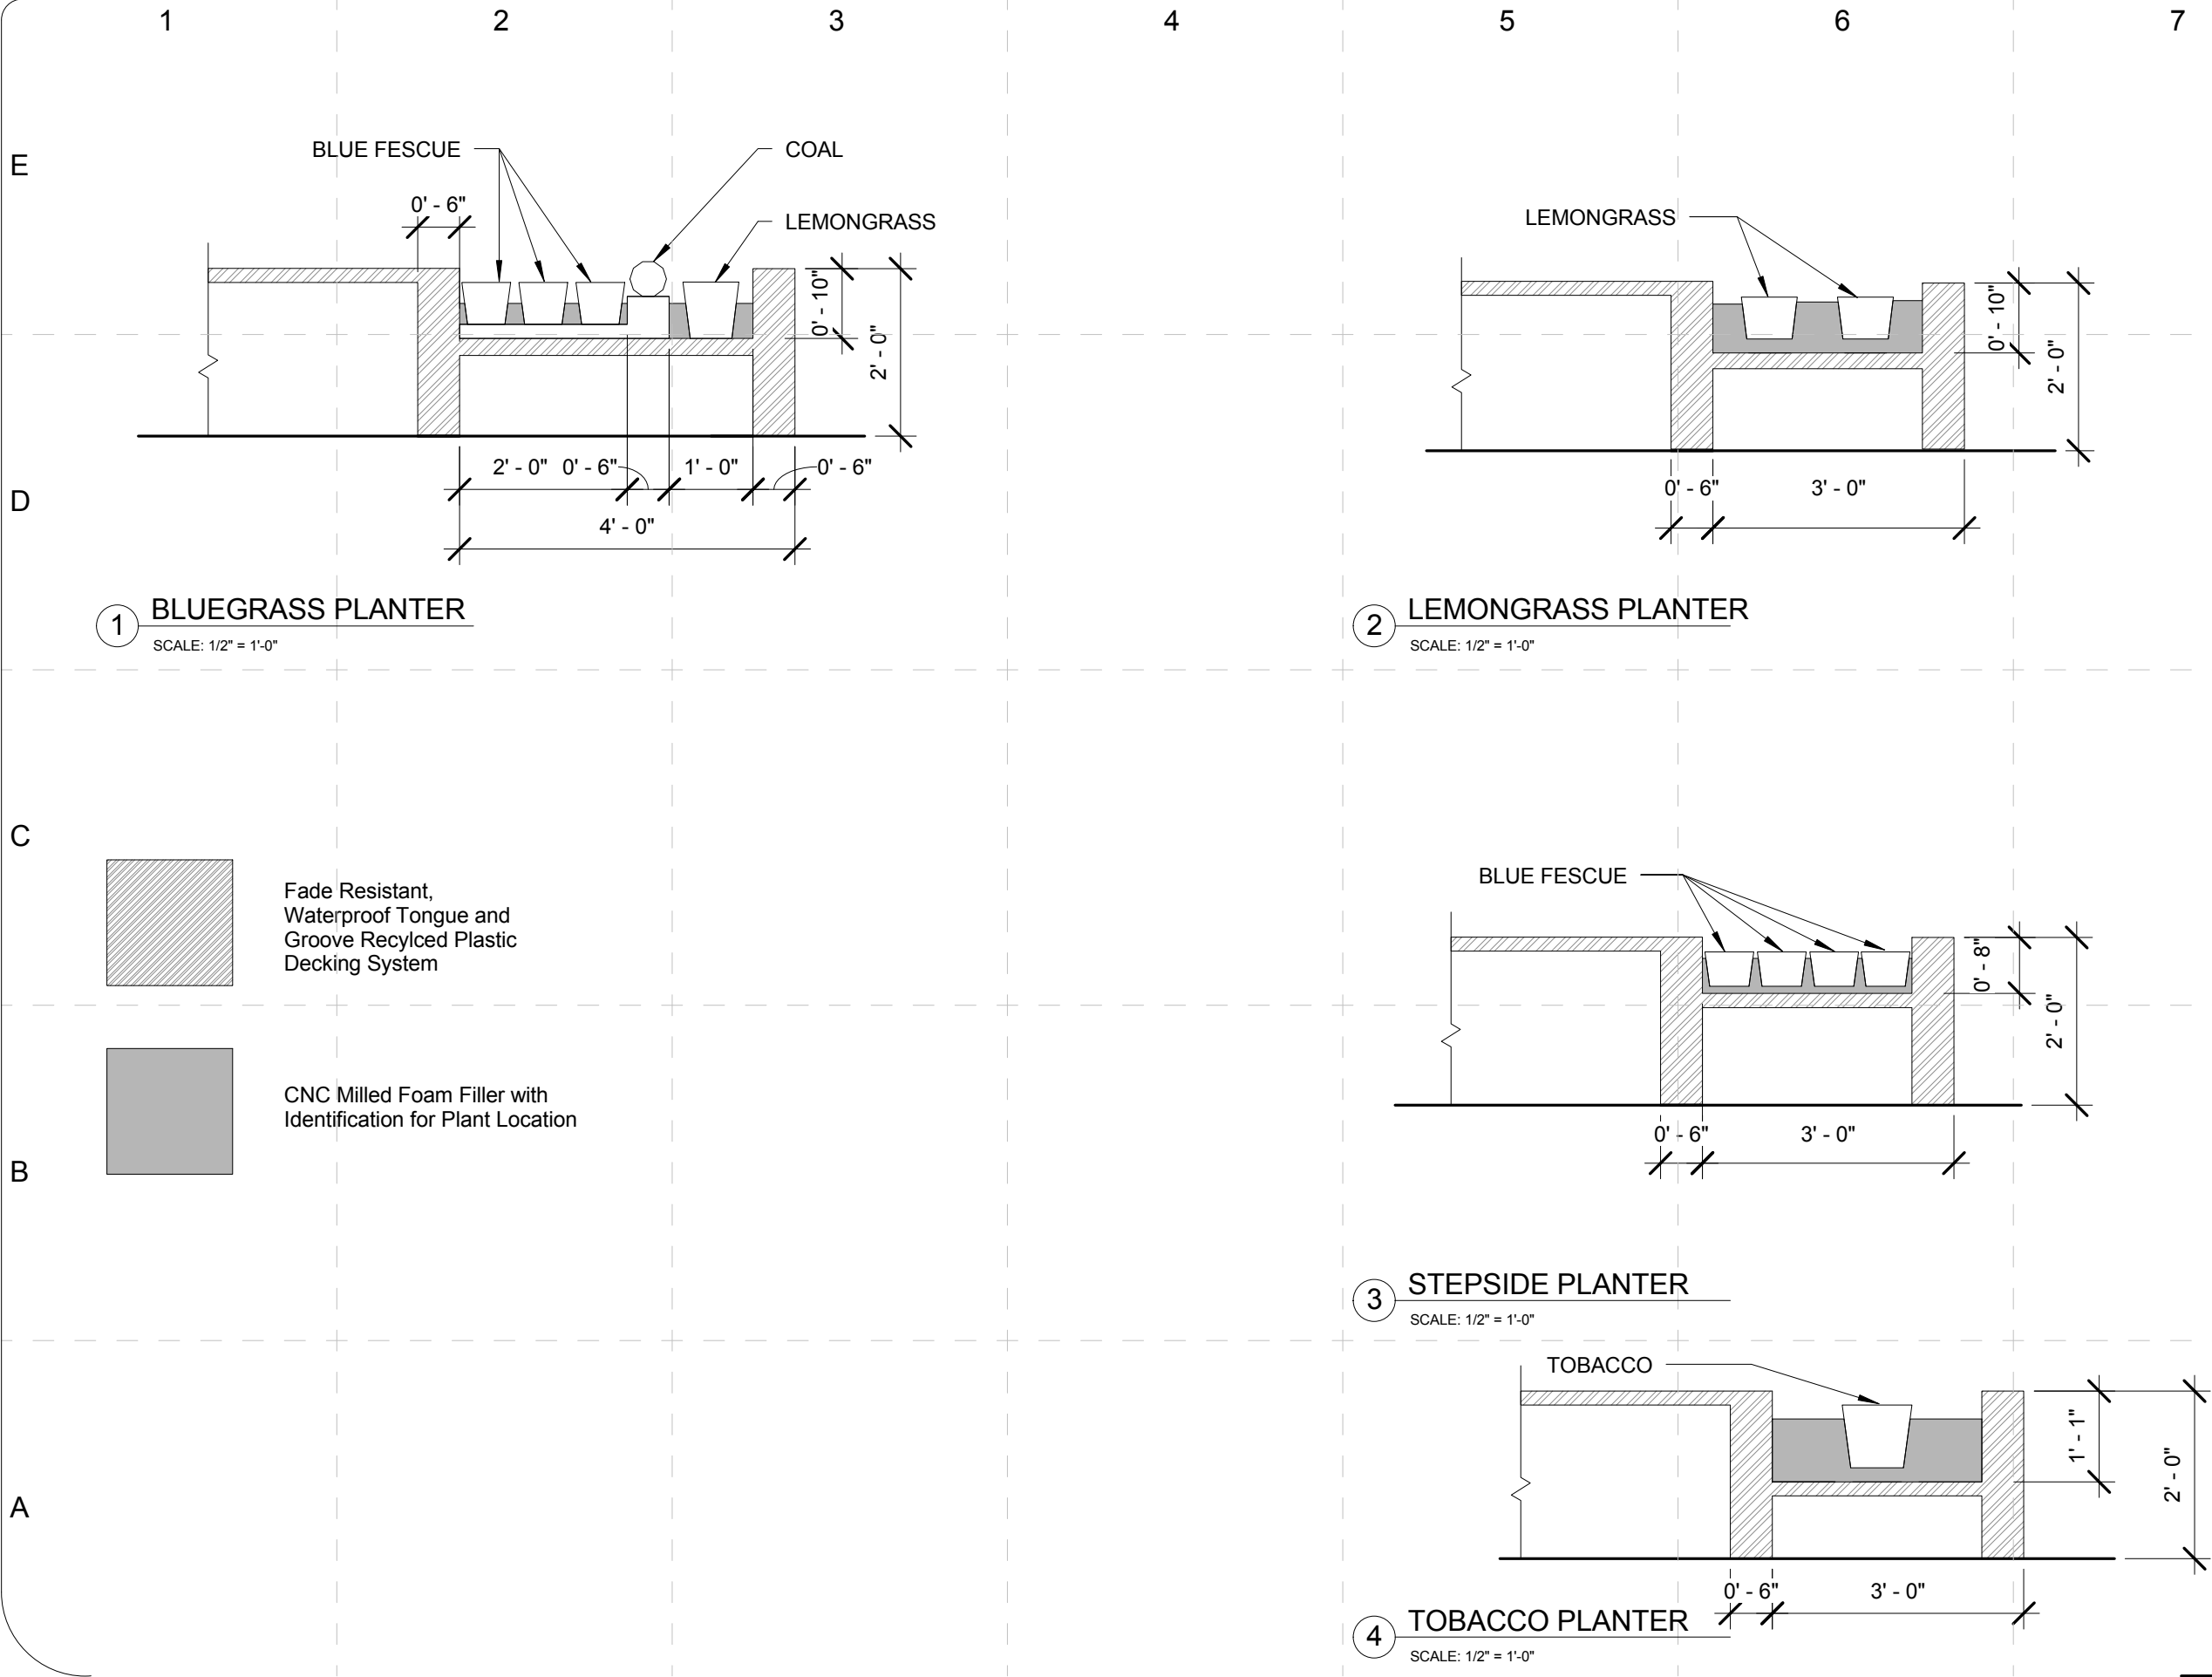 1 2 3 4 5 6 7
E
D
C
B
A
BLUE FESCUE
COAL
LEMONGRASS
0' - 6"
0' - 10"
2' - 0"
2' - 0" 0' - 6" 1' - 0" 0' - 6"
4' - 0"
1 BLUEGRASS PLANTER
SCALE: 1/2" = 1'-0"
LEMONGRASS
0' - 10"
2' - 0"
0' - 6" 3' - 0"
2 LEMONGRASS PLANTER
SCALE: 1/2" = 1'-0"
Fade Resistant,
Waterproof Tongue and
Groove Recylced Plastic
Decking System
CNC Milled Foam Filler with
Identification for Plant Location
BLUE FESCUE
0' - 8"
2' - 0"
0' - 6" 3' - 0"
3 STEPSIDE PLANTER
SCALE: 1/2" = 1'-0"
TOBACCO
1' - 1"
2' - 0"
0' - 6" 3' - 0"
4 TOBACCO PLANTER
SCALE: 1/2" = 1'-0"